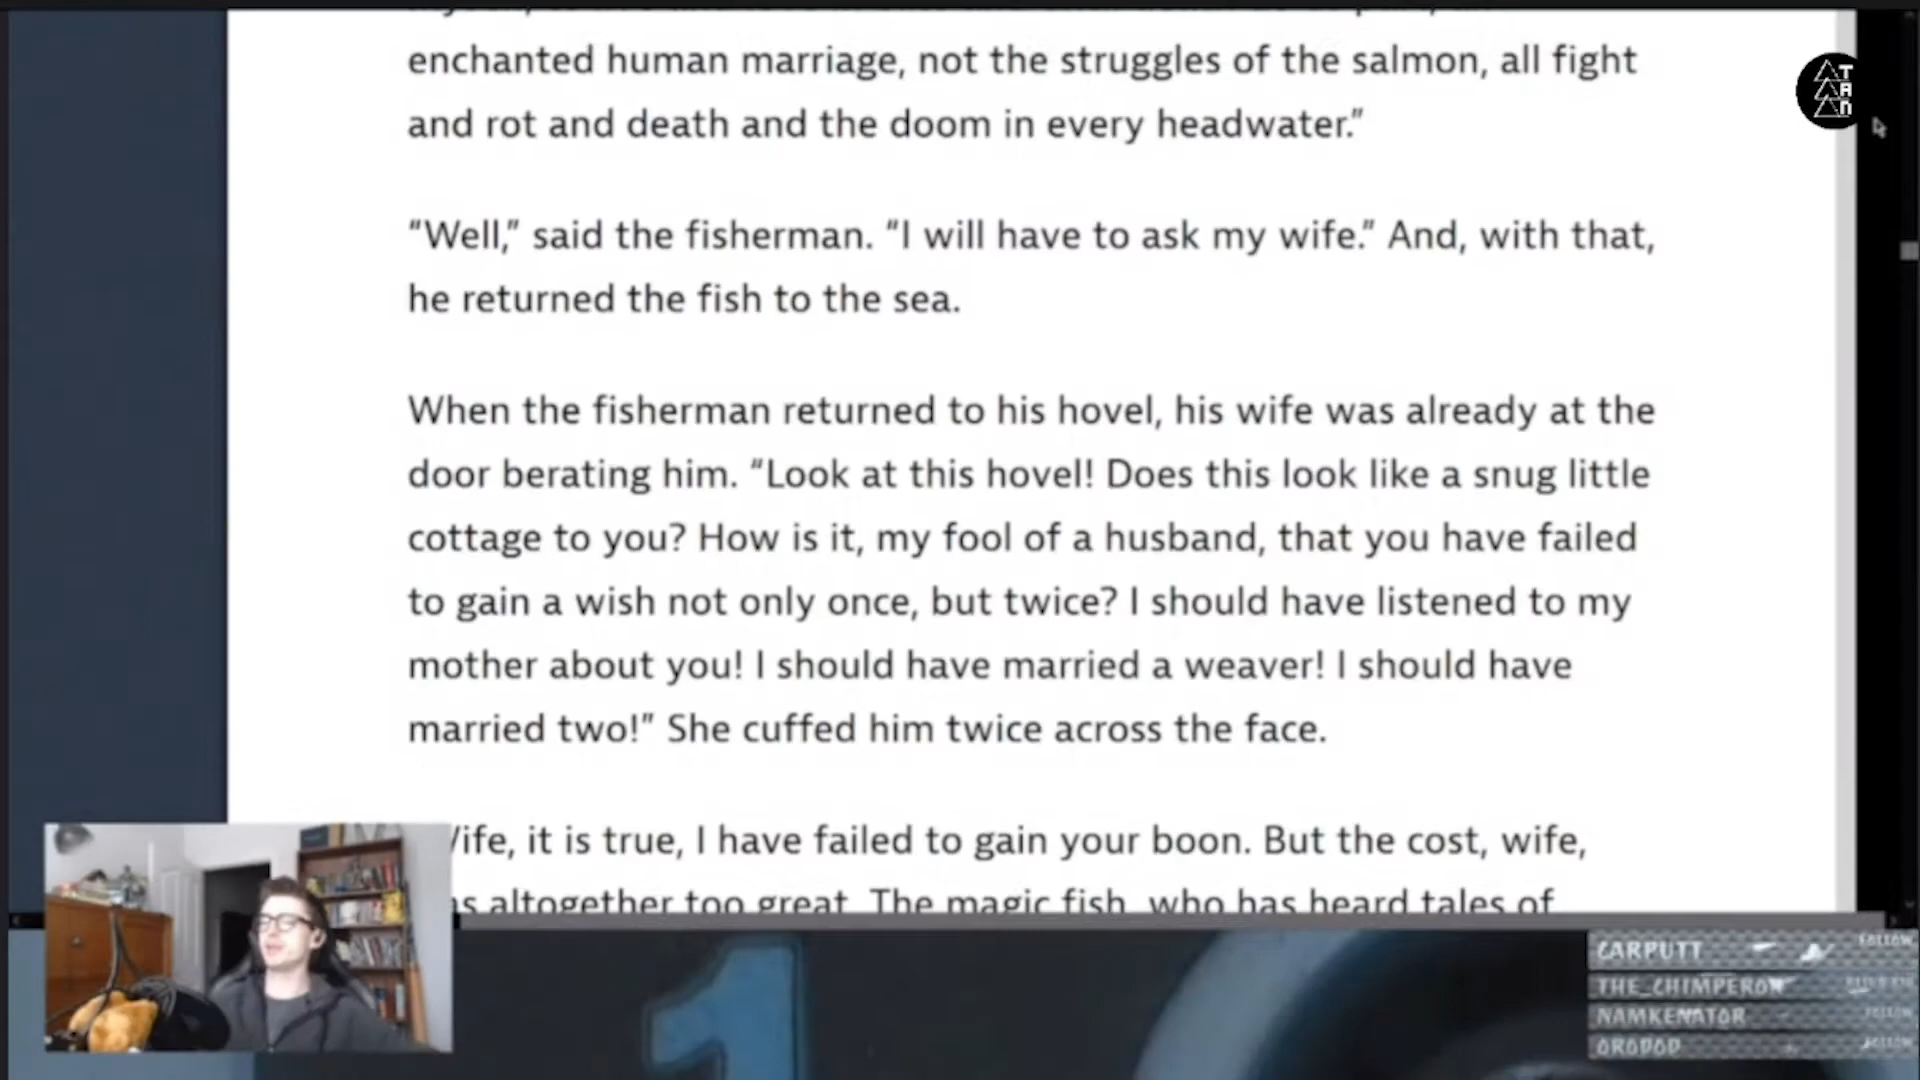 enchanted human marriage, not the struggles of the salmon, all fight
and rot and death and the doom in every headwater.”
“Well,” said the fisherman. “I will have to ask my wife.” And, with that,
he returned the fish to the sea.
When the fisherman returned to his hovel, his wife was already at the
door berating him. “Look at this hovel! Does this look like a snug little
cottage to you? How is it, my fool of a husband, that you have failed
to gain a wish not only once, but twice? I should have listened to my
mother about you! I should have married a weaver! I should have
married two!” She cuffed him twice across the face.
it is true, I have failed to gain your boon. But the cost, wife,
altogether too great. The magic fish, who has heard tales of
TAN
1
CARPUTT FOLLOW
THE_CHIMPERON
NAMKENATOR FOLLOW
ORODOD FOLLOW